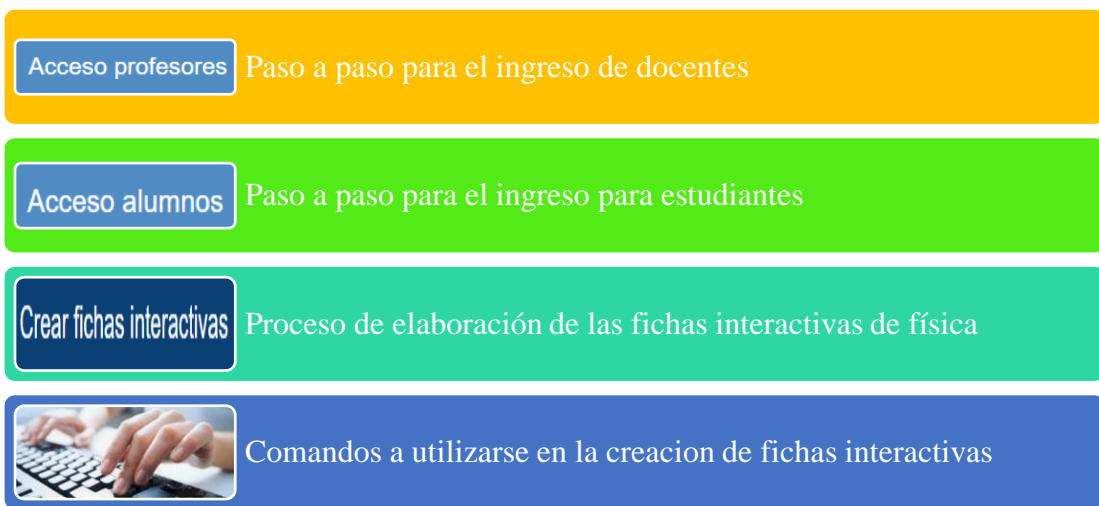 Acceso profesores Paso a paso para el ingreso de docentes
Acceso alumnos Paso a paso para el ingreso para estudiantes
Crear fichas interactivas Proceso de elaboración de las fichas interactivas de física
Comandos a utilizarse en la creacion de fichas interactivas